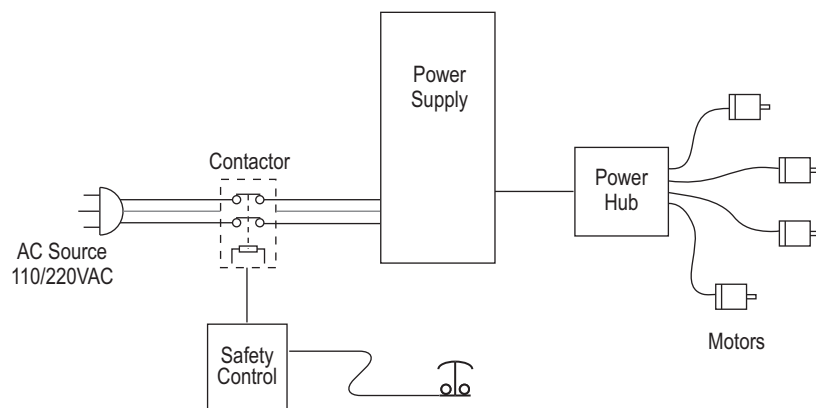 Power
Supply
Contactor
Power
Hub
AC Source
110/220VAC
Safety
Control
Motors